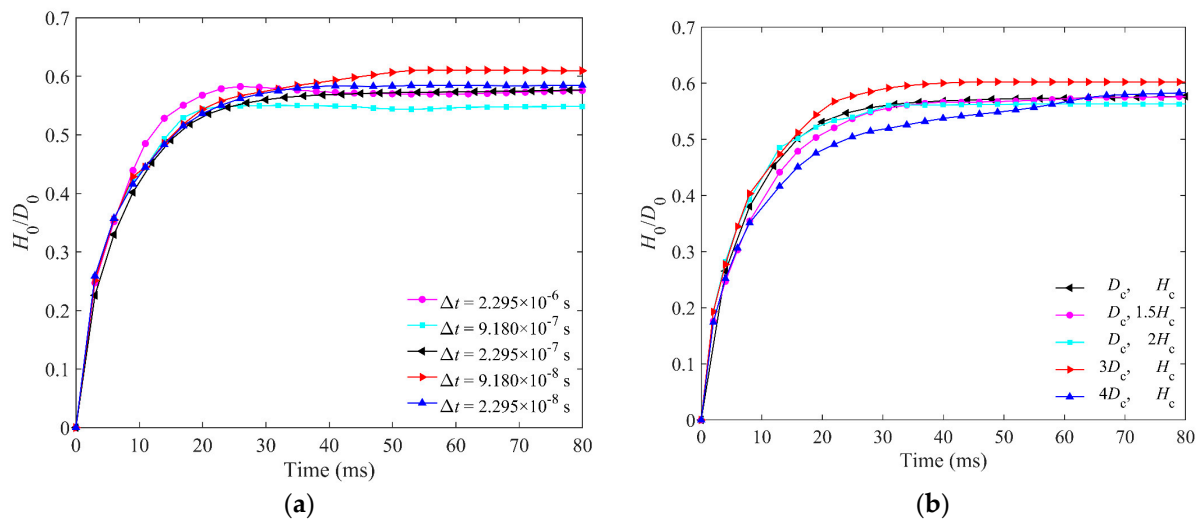 0.7
0.6
0.5
0.4
0.3
0.2
0.1
0
H0/D0
Δt = 2.295×10-6 s
Δt = 9.180×10-7 s
Δt = 2.295×10-7 s
Δt = 9.180×10-8 s
Δt = 2.295×10-8 s
0 10 20 30 40 50 60 70 80
Time (ms)
(a)
0.7
0.6
0.5
0.4
0.3
0.2
0.1
0
H0/D0
Dc, Hc
Dc, 1.5Hc
Dc, 2Hc
3Dc, Hc
4Dc, Hc
0 10 20 30 40 50 60 70 80
Time (ms)
(b)